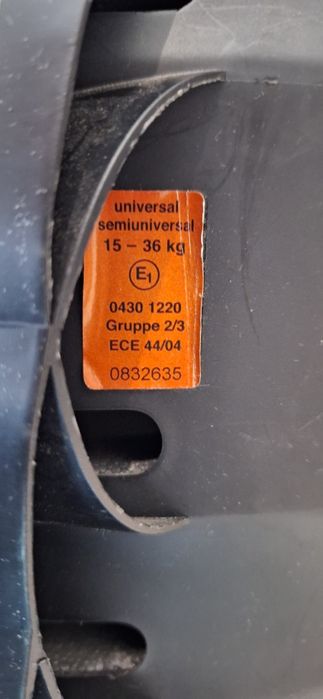 universal
semiuniversal
15 – 36 kg
E1
0430 1220
Gruppe 2/3
ECE 44/04
0832635